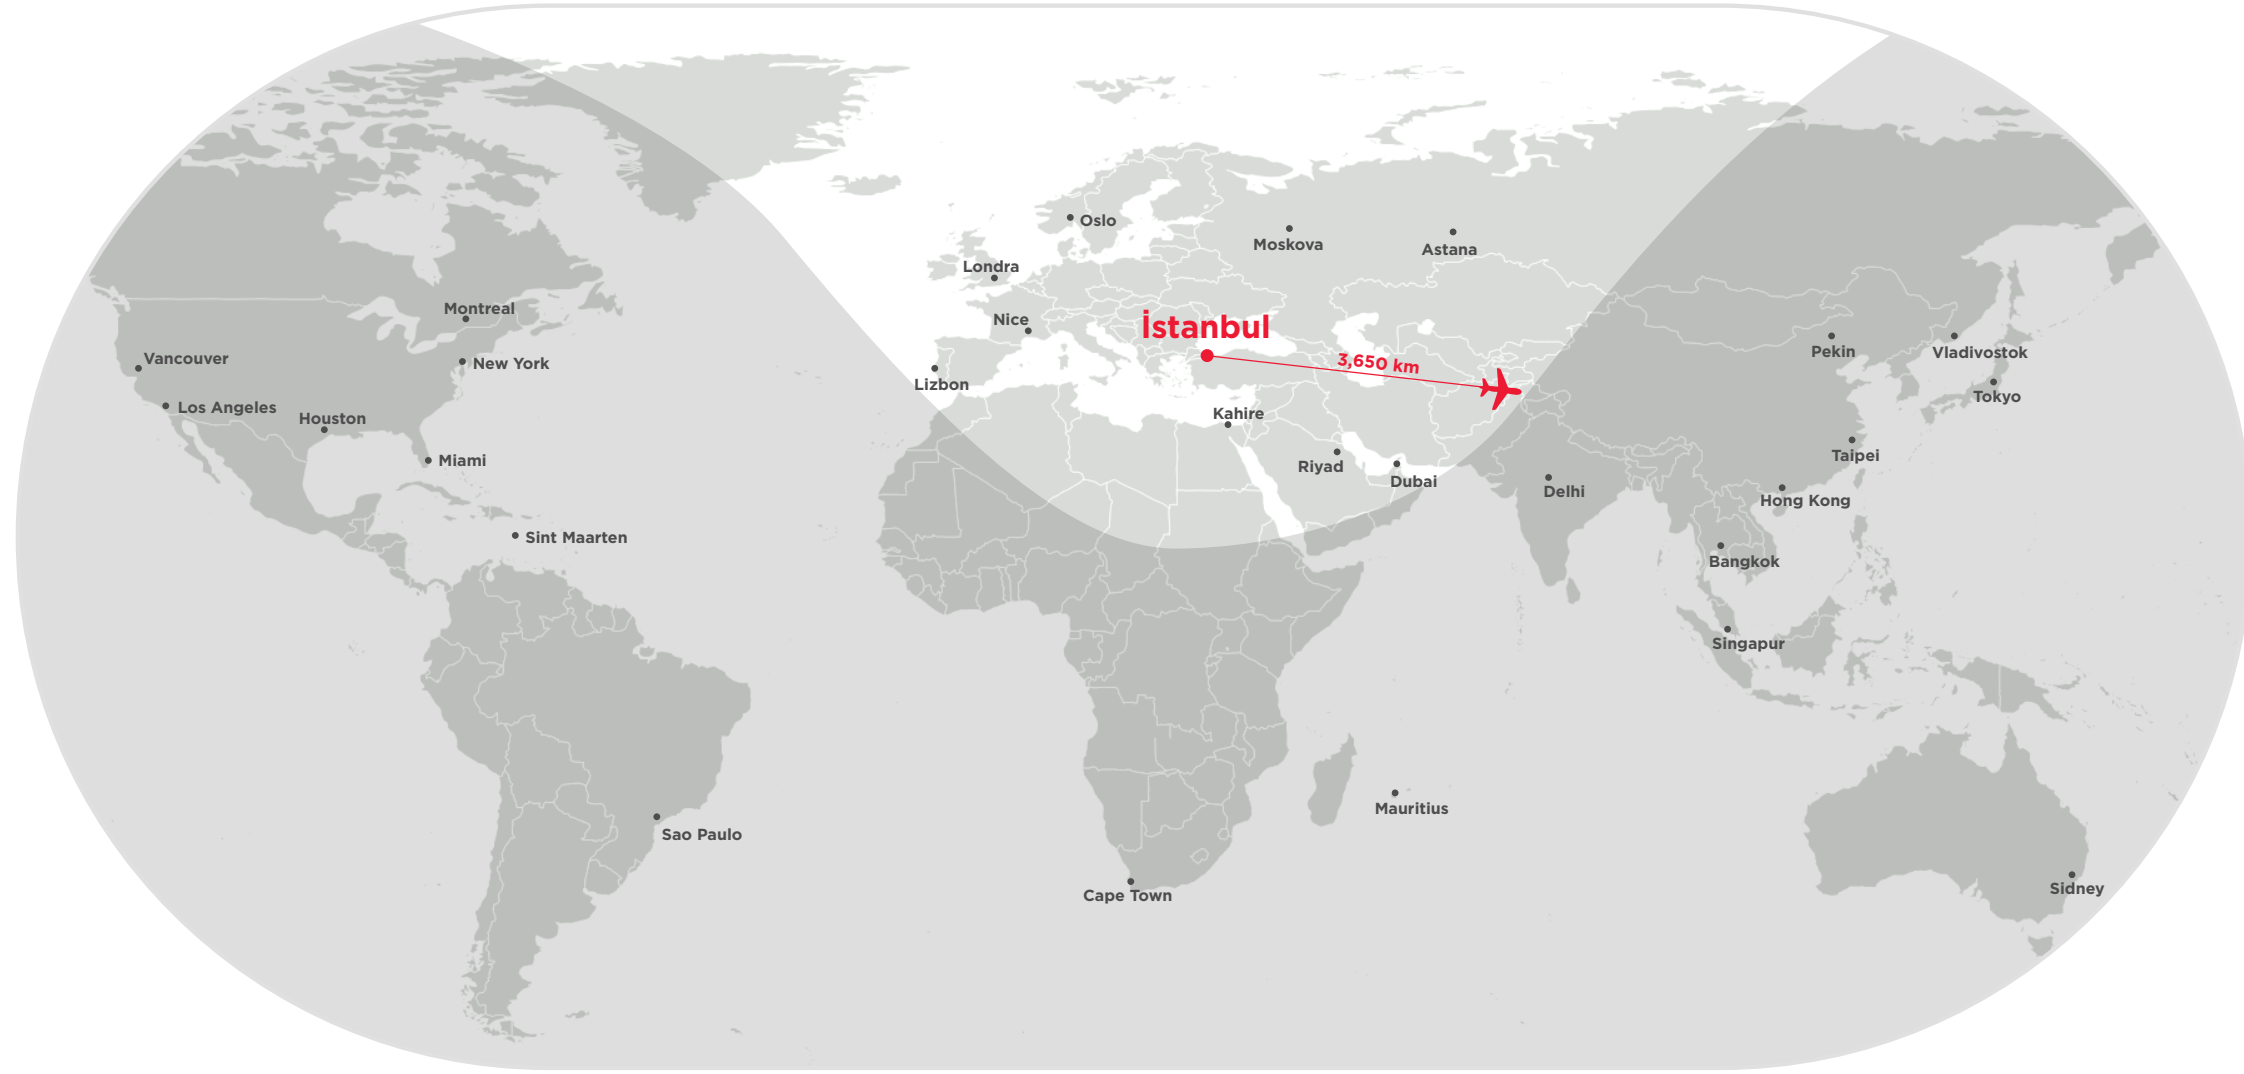 Oslo
Moskova
Astana
Londra
Montreal
Nice
İstanbul
Vancouver
New York
3,650 km
Pekin
Vladivostok
Lizbon
Los Angeles
Houston
Kahire
Tokyo
Miami
Riyad
Dubai
Taipei
Delhi
Hong Kong
Sint Maarten
Bangkok
Singapur
Mauritius
Sao Paulo
Cape Town
Sidney